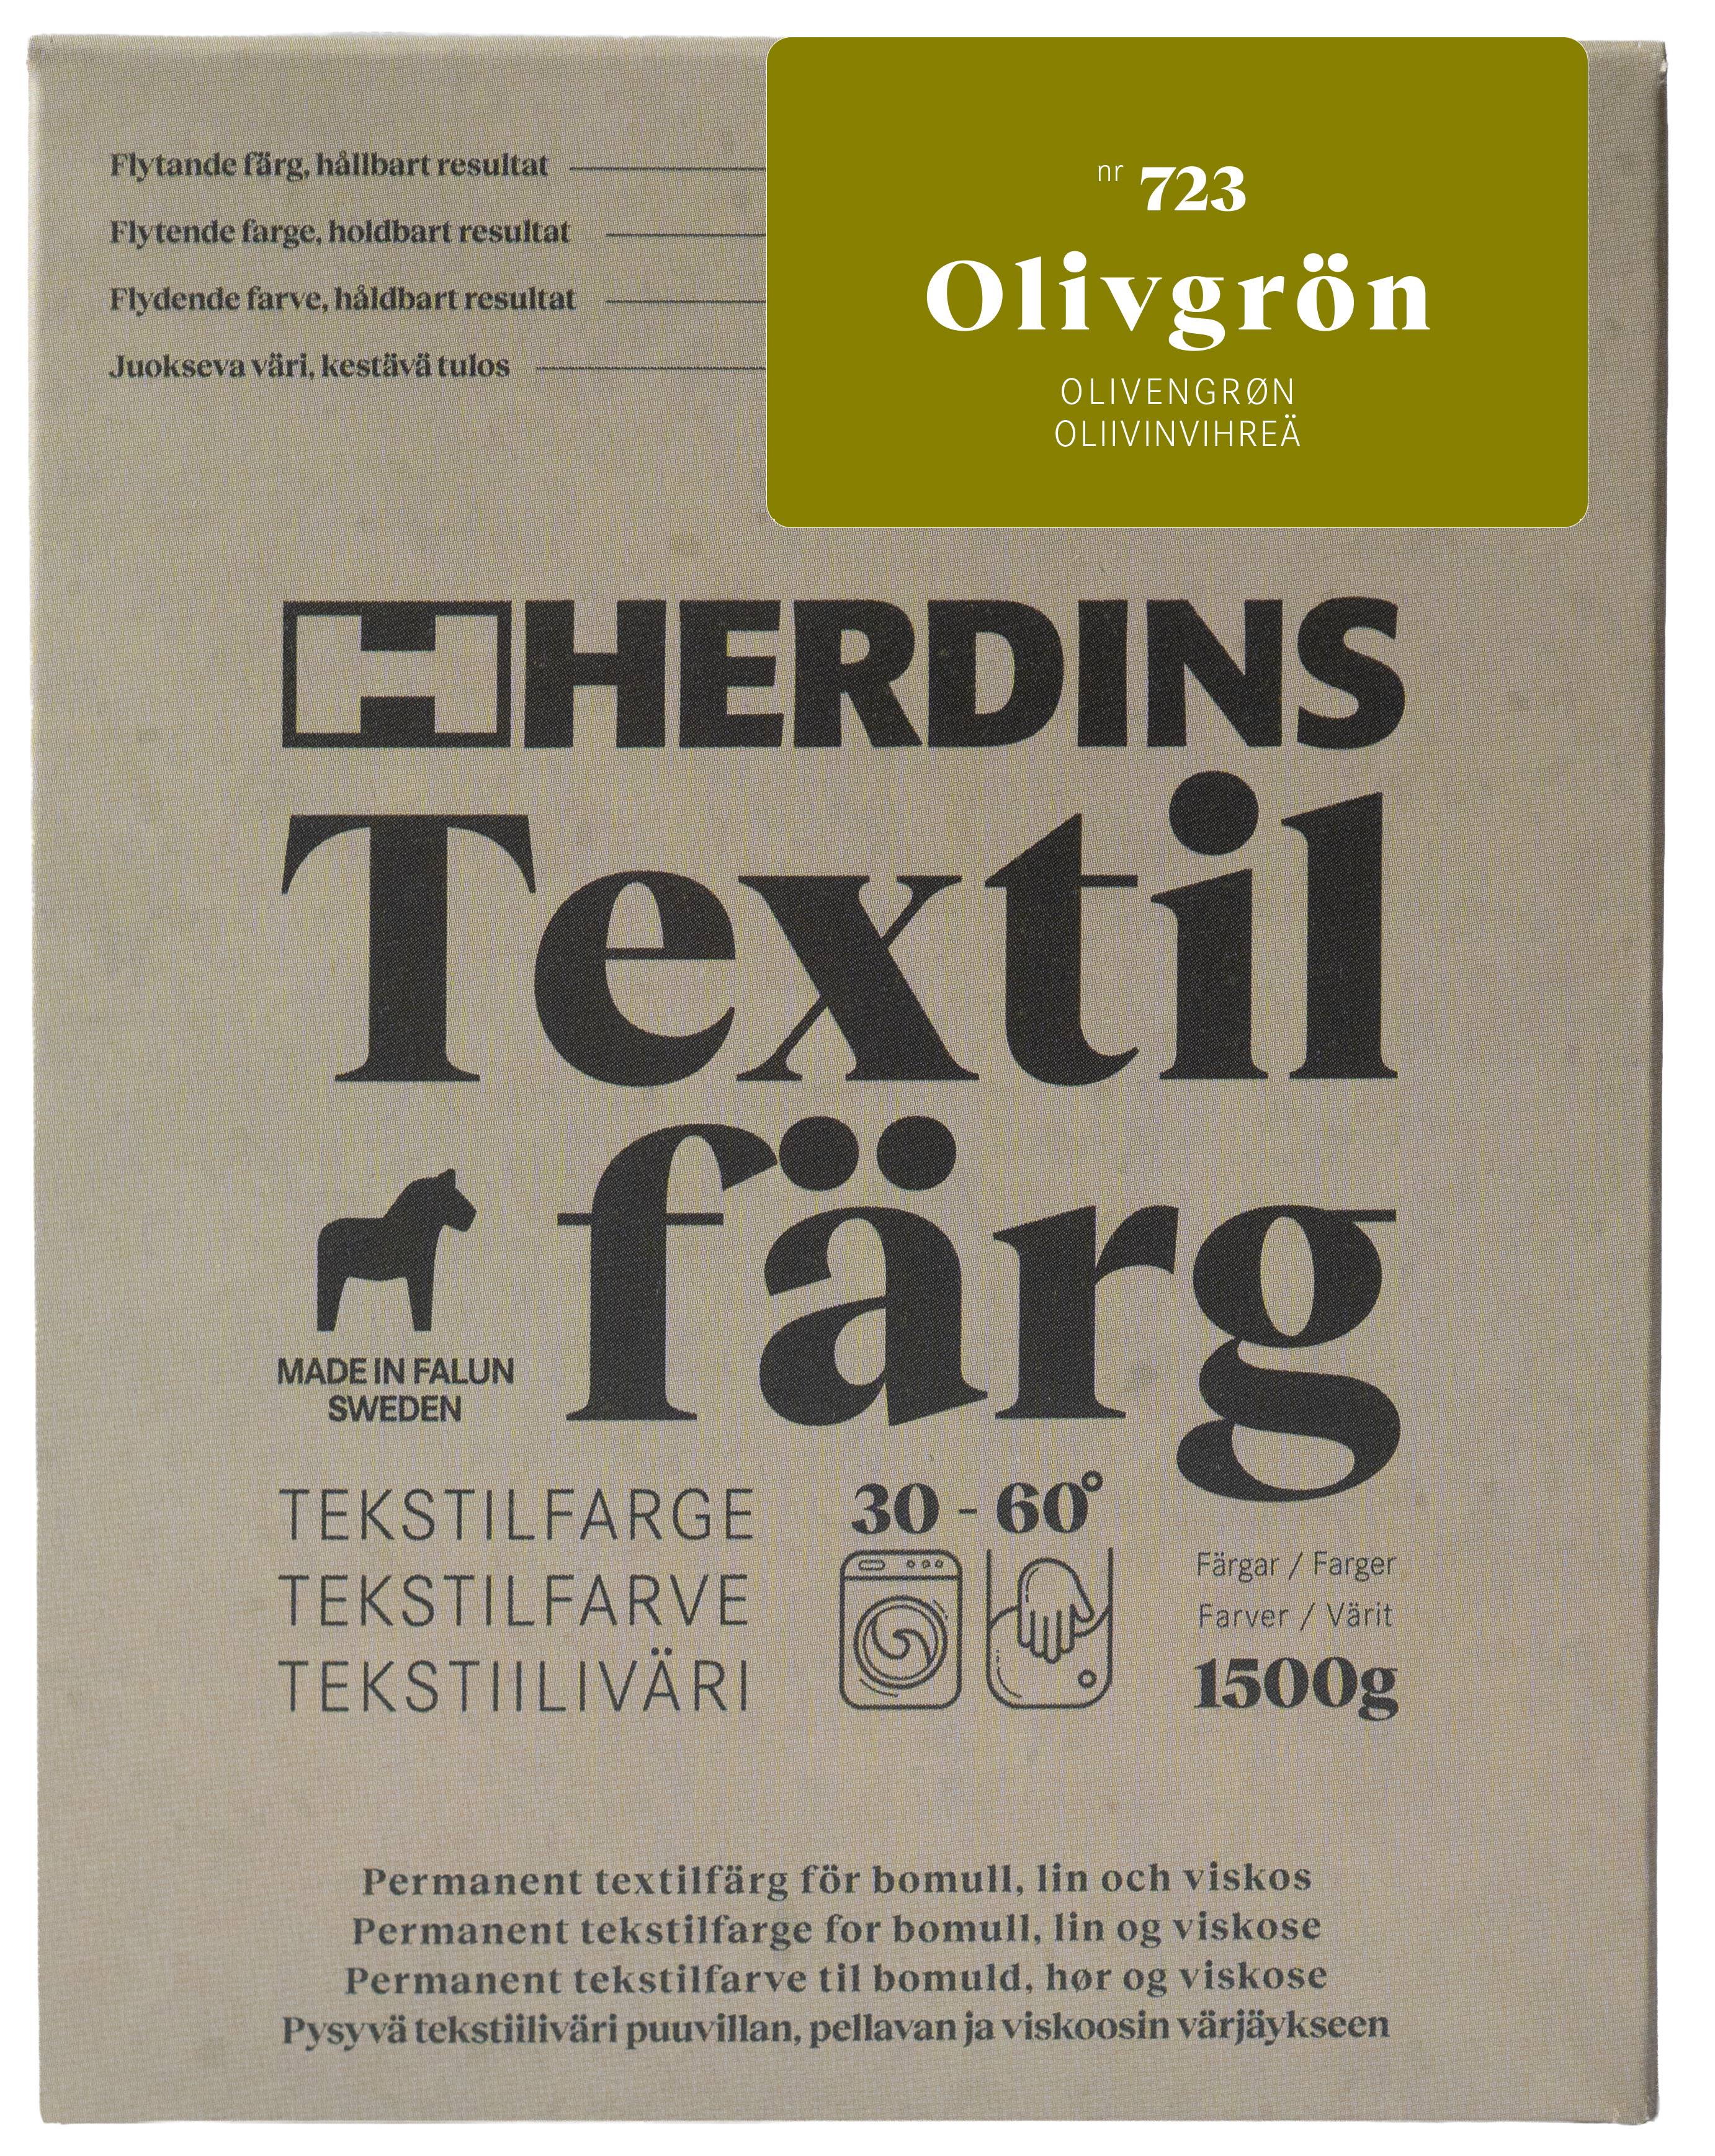 Flytande färg, hållbart resultat
Flytende farge, holdbart resultat
Flydende farve, håldbart resultat
Juokseva väri, kestävä tulos
nr 723
Olivgrön
OLIVENGRØN
OLIIVINVIHREÄ
H HERDINS
Textil
färg
MADE IN FALUN
SWEDEN
TEKSTILFARGE
TEKSTILFARVE
TEKSTIILIVÄRI
30 - 60°
Färgar / Farger
Farver / Värit
1500g
Permanent textilfärg för bomull, lin och viskos
Permanent tekstilfarge for bomull, lin og viskose
Permanent tekstilfarve til bomuld, hør og viskose
Pysyvä tekstiiliväri puuvillan, pellavan ja viskoosin värjäykseen